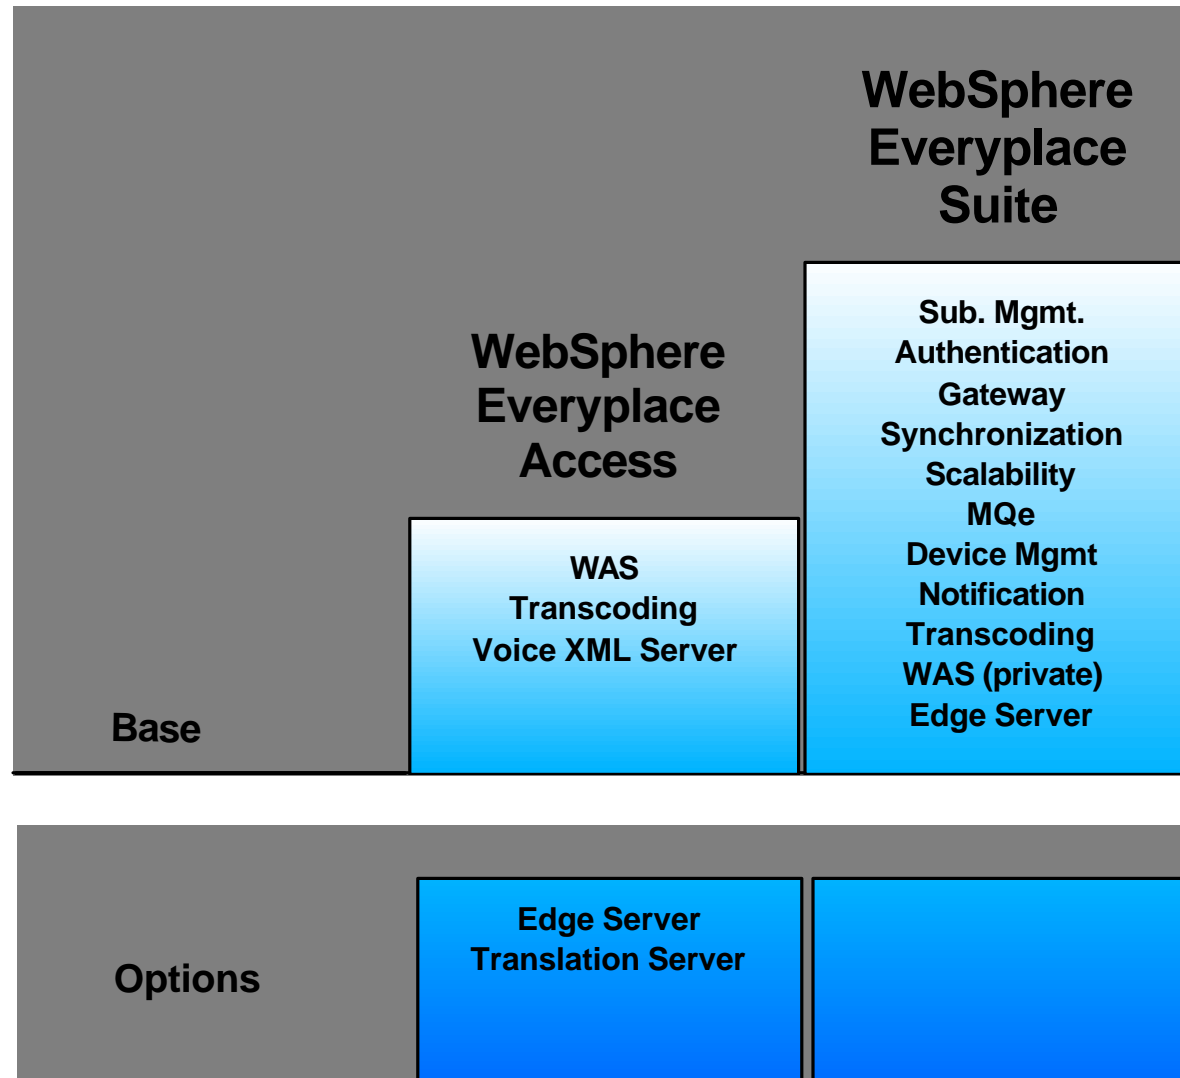 WebSphere
Everyplace
Suite
Sub. Mgmt.
Authentication
Gateway
Synchronization
Scalability
MQe
Device Mgmt
Notification
Transcoding
WAS (private)
Edge Server
WebSphere
Everyplace
Access
WAS
Transcoding
Voice XML Server
Base
Edge Server
Translation Server
Options